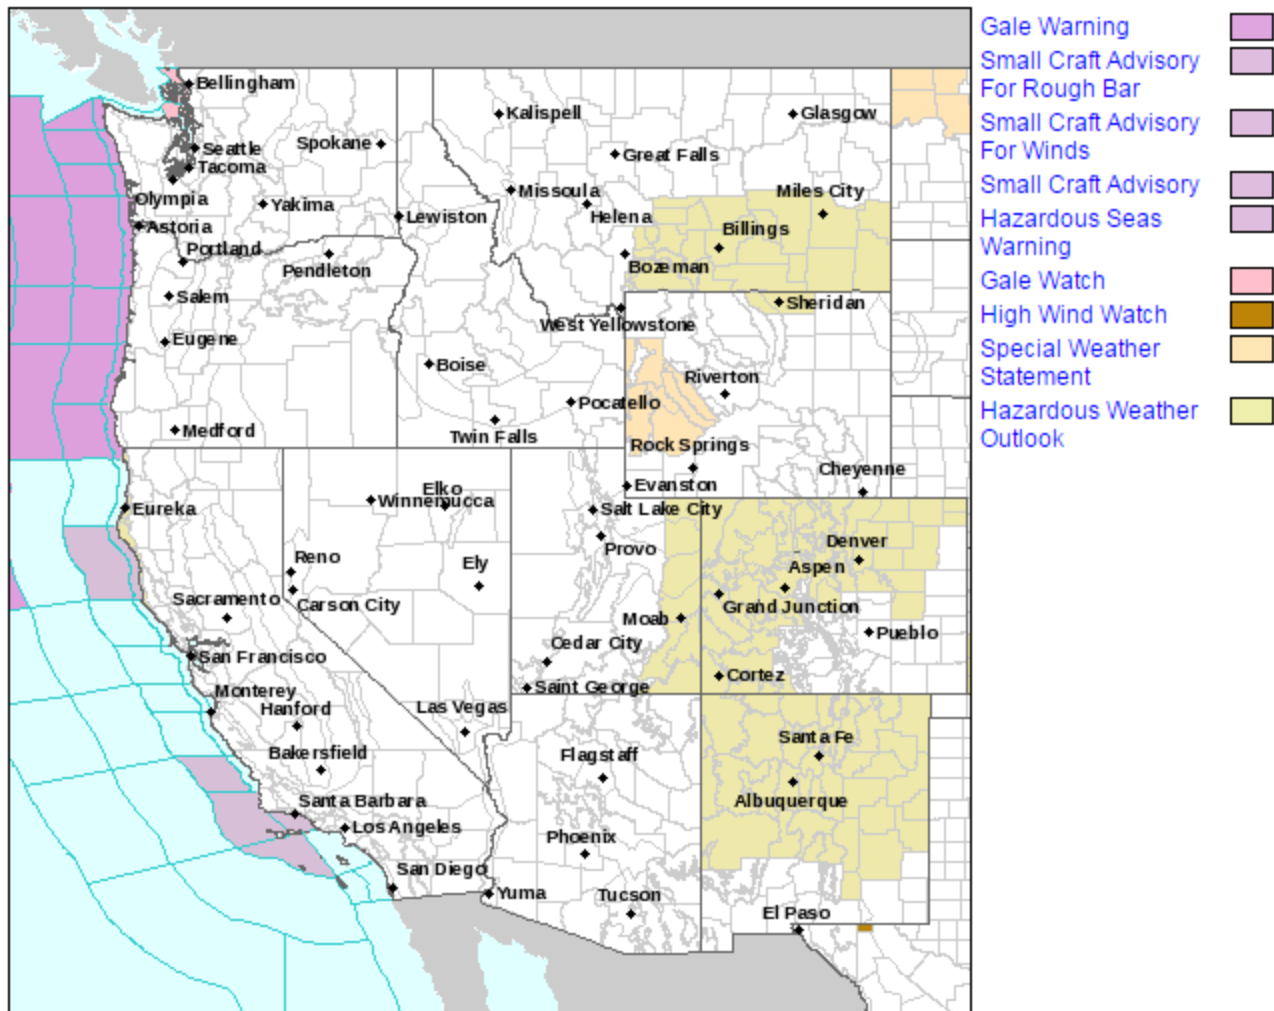 Bellingham
Kalispell
Glasgow
Spokane
Seattle
Great Falls
Tacoma
Missoula
Miles City
Olympia
Yakima
Helena
Lewiston
Astoria
Billings
Portland
Pendleton
Bozeman
Salem
Sheridan
West Yellowstone
Eugene
Boise
Riverton
Pocatello
Medford
Twin Falls
Rock Springs
Cheyenne
Evanston
Elko
Winnemucca
Eureka
Salt Lake City
Denver
Provo
Reno
Ely
Aspen
Sacramento
Carson City
Grand Junction
Moab
Pueblo
Cedar City
San Francisco
Cortez
Saint George
Monterey
Hanford
Las Vegas
Santa Fe
Bakersfield
Flagstaff
Santa Barbara
Albuquerque
Los Angeles
Phoenix
San Diego
Yuma
Tucson
El Paso
Gale Warning
Small Craft Advisory
For Rough Bar
Small Craft Advisory
For Winds
Small Craft Advisory
Hazardous Seas
Warning
Gale Watch
High Wind Watch
Special Weather
Statement
Hazardous Weather
Outlook